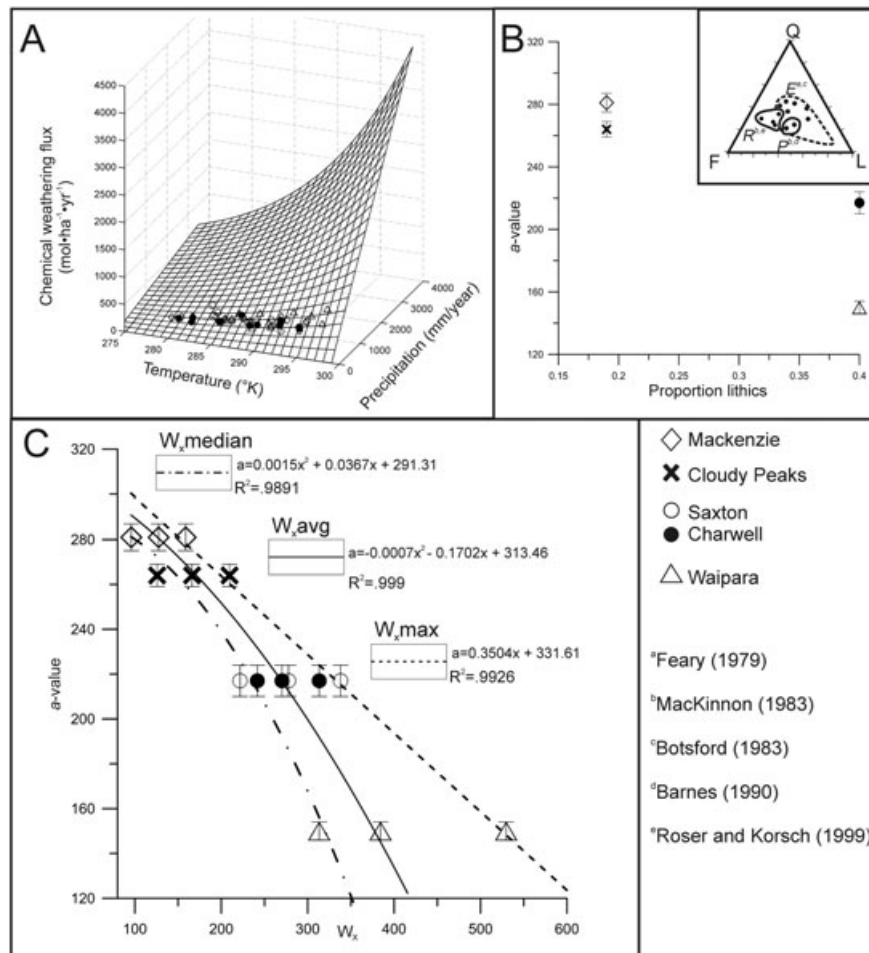 A
Chemical weathering flux
(mol•ha⁻¹•yr⁻¹)
4500
4000
3500
3000
2500
2000
1500
1000
500
0
275
280
285
290
295
300
Temperature (°K)
0
1000
2000
3000
4000
Precipitation (mm/year)
B
320
280
240
200
160
120
a-value
0.15
0.2
0.25
0.3
0.35
0.4
Proportion lithics
Q
F
L
C
320
280
240
200
160
120
a-value
100
200
300
400
500
600
Wₓ
Wₓmedian
a=0.0015x² + 0.0367x + 291.31
R²=.9891
Wₓavg
a=-0.0007x² - 0.1702x + 313.46
R²=.999
Wₓmax
a=0.3504x + 331.61
R²=.9926
Mackenzie
Cloudy Peaks
Saxton
Charwell
Waipara
ᵃFeary (1979)
ᵇMacKinnon (1983)
ᶜBotsford (1983)
ᵈBarnes (1990)
ᵉRoser and Korsch (1999)